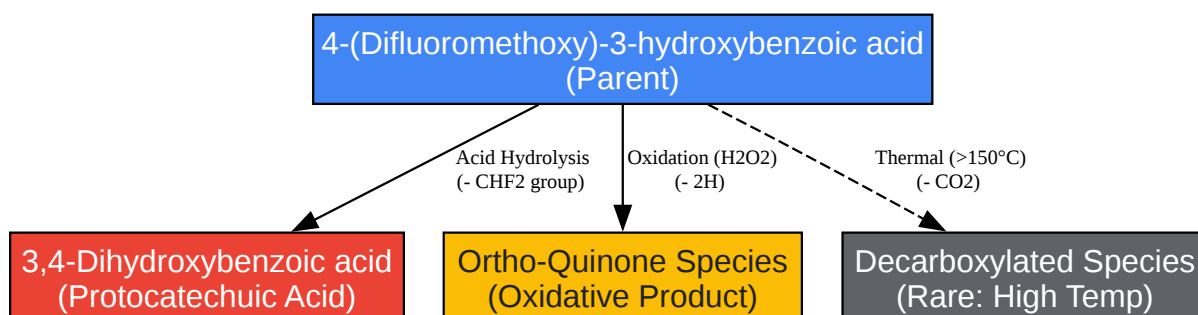 4-(Difluoromethoxy)-3-hydroxybenzoic acid
(Parent)
Acid Hydrolysis
(- CHF2 group)
Oxidation (H2O2)
(- 2H)
Thermal (>150°C)
(- CO2)
3,4-Dihydroxybenzoic acid
(Protocatechuic Acid)
Ortho-Quinone Species
(Oxidative Product)
Decarboxylated Species
(Rare: High Temp)